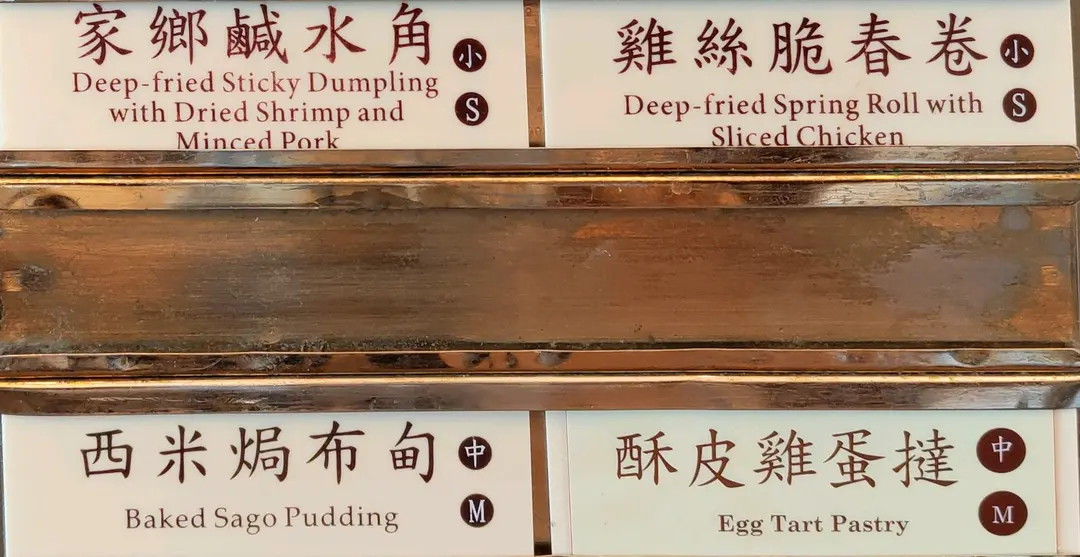 家鄉鹹水角 小
Deep-fried Sticky Dumpling
with Dried Shrimp and S
Minced Pork
雞絲脆春卷 小
Deep-fried Spring Roll with S
Sliced Chicken
西米焗布甸 中
Baked Sago Pudding M
酥皮雞蛋撻 中
Egg Tart Pastry M